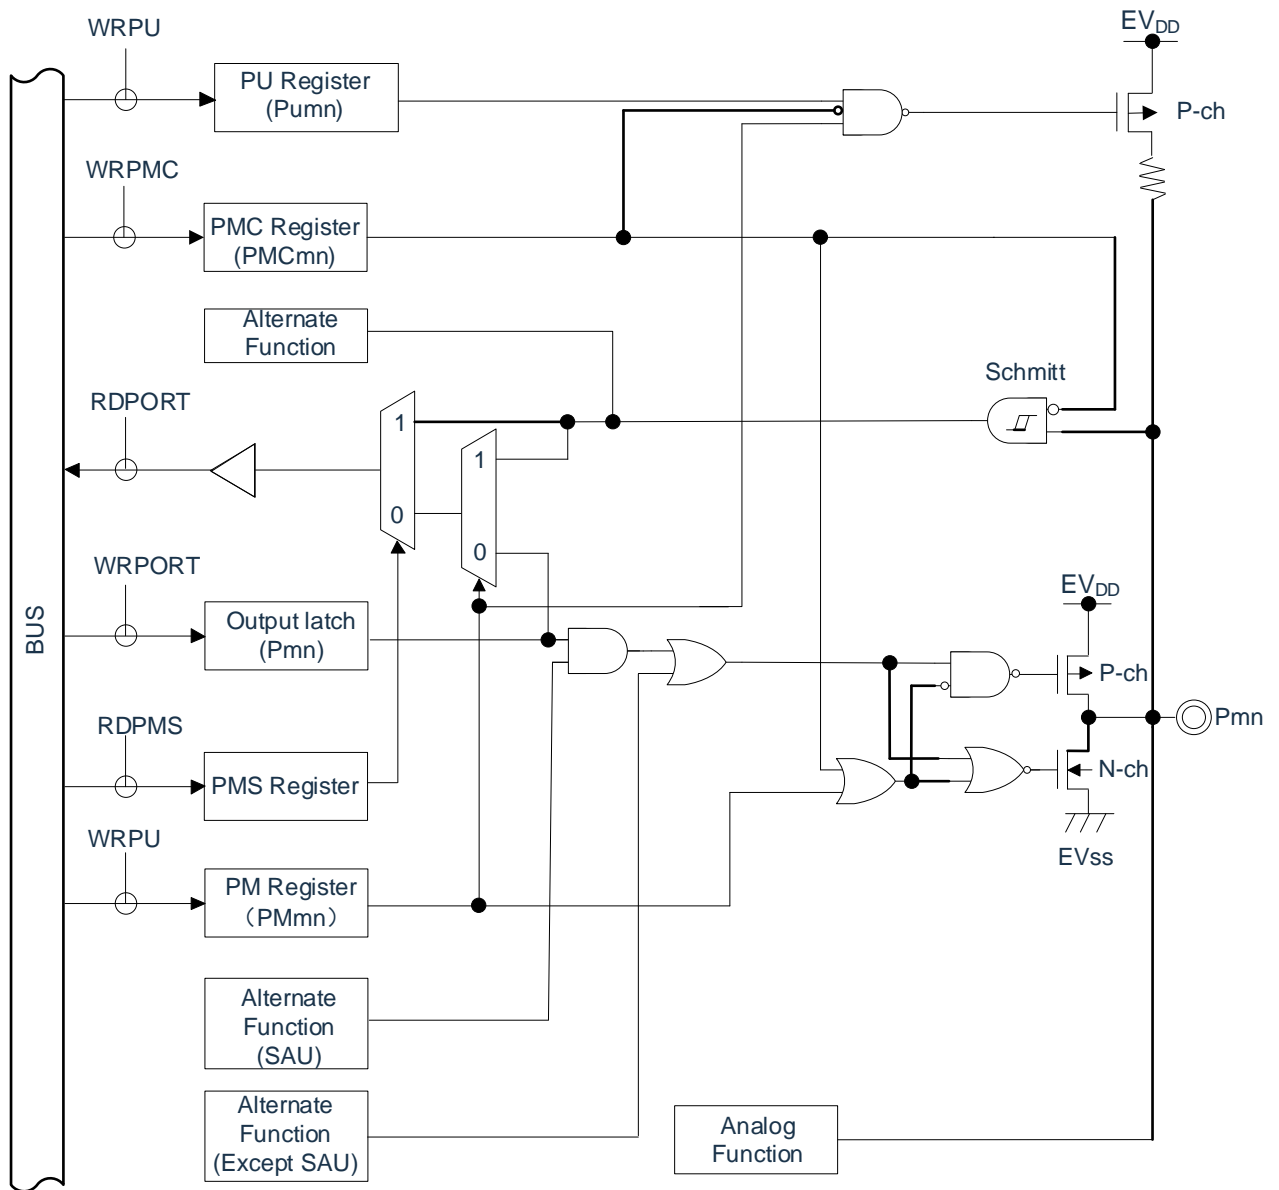 WRPU
EV_DD
PU Register
(Pumn)
P-ch
WRPMC
PMC Register
(PMCmn)
Alternate
Function
Schmitt
RDPORT
1
1
0
0
WRPORT
EV_DD
BUS
Output latch
(Pmn)
P-ch
Pmn
RDPMS
PMS Register
N-ch
WRPU
EVss
PM Register
（PMmn）
Alternate
Function
(SAU)
Alternate
Function
(Except SAU)
Analog
Function